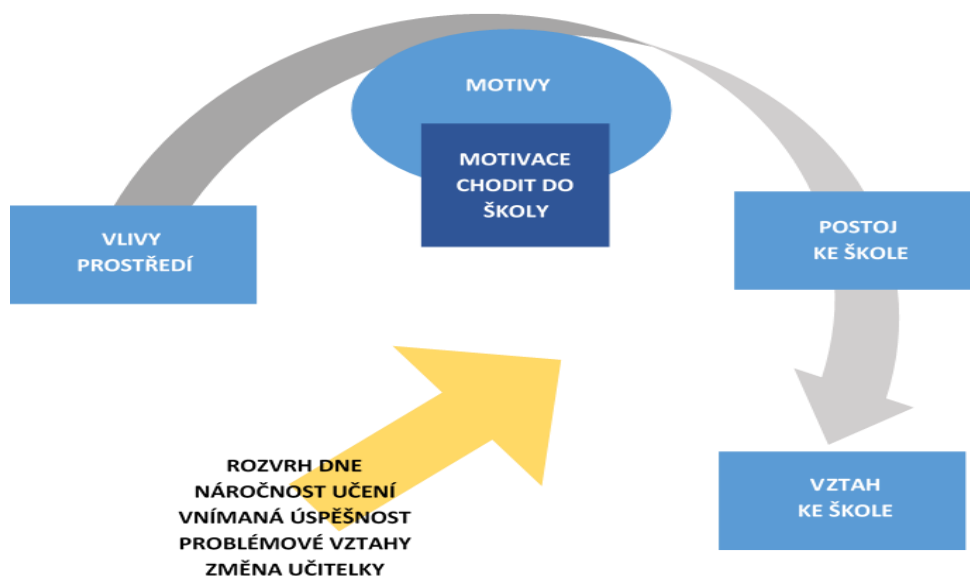 MOTIVY
MOTIVACE
CHODIT DO
ŠKOLY
VLIVY
PROSTŘEDÍ
POSTOJ
KE ŠKOLE
ROZVRH DNE
NÁROČNOST UČENÍ
VNÍMANÁ ÚSPĚŠNOST
PROBLÉMOVÉ VZTAHY
ZMĚNA UČITELKY
VZTAH
KE ŠKOLE